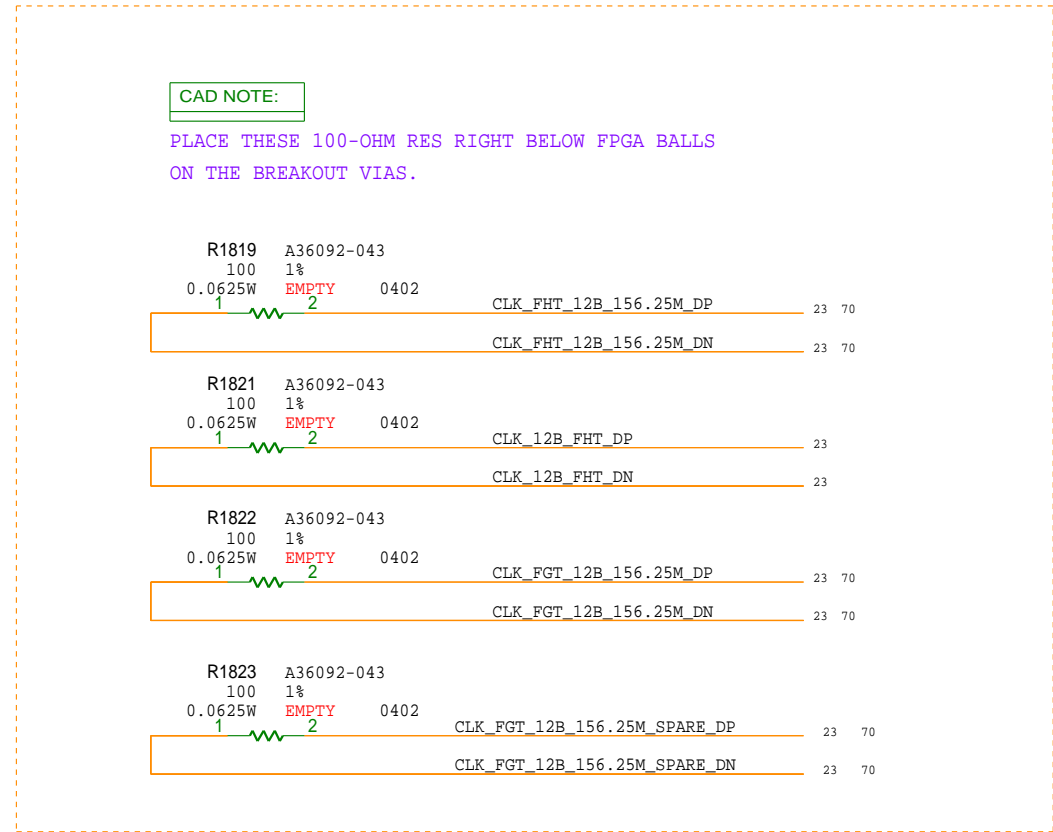 CAD NOTE:
PLACE THESE 100-OHM RES RIGHT BELOW FPGA BALLS
ON THE BREAKOUT VIAS.
R1819 A36092-043
100 1%
0.0625W EMPTY 0402
1 2 CLK_FHT_12B_156.25M_DP 23 70
CLK_FHT_12B_156.25M_DN 23 70
R1821 A36092-043
100 1%
0.0625W EMPTY 0402
1 2 CLK_12B_FHT_DP 23
CLK_12B_FHT_DN 23
R1822 A36092-043
100 1%
0.0625W EMPTY 0402
1 2 CLK_FGT_12B_156.25M_DP 23 70
CLK_FGT_12B_156.25M_DN 23 70
R1823 A36092-043
100 1%
0.0625W EMPTY 0402
1 2 CLK_FGT_12B_156.25M_SPARE_DP 23 70
CLK_FGT_12B_156.25M_SPARE_DN 23 70